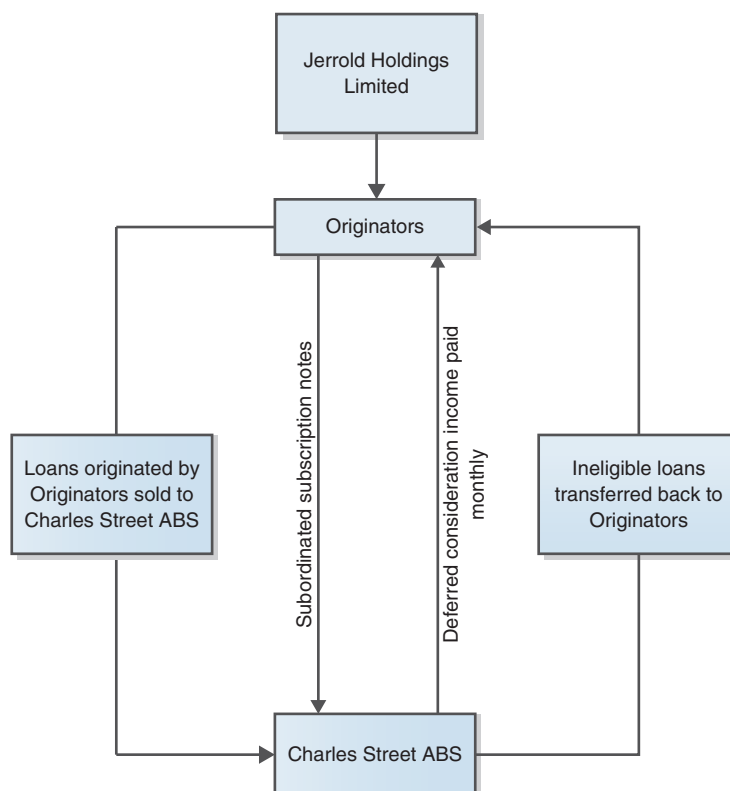 Jerrold Holdings
Limited
Originators
Subordinated subscription notes
Deferred consideration income paid
monthly
Loans originated by
Originators sold to
Charles Street ABS
Ineligible loans
transferred back to
Originators
Charles Street ABS